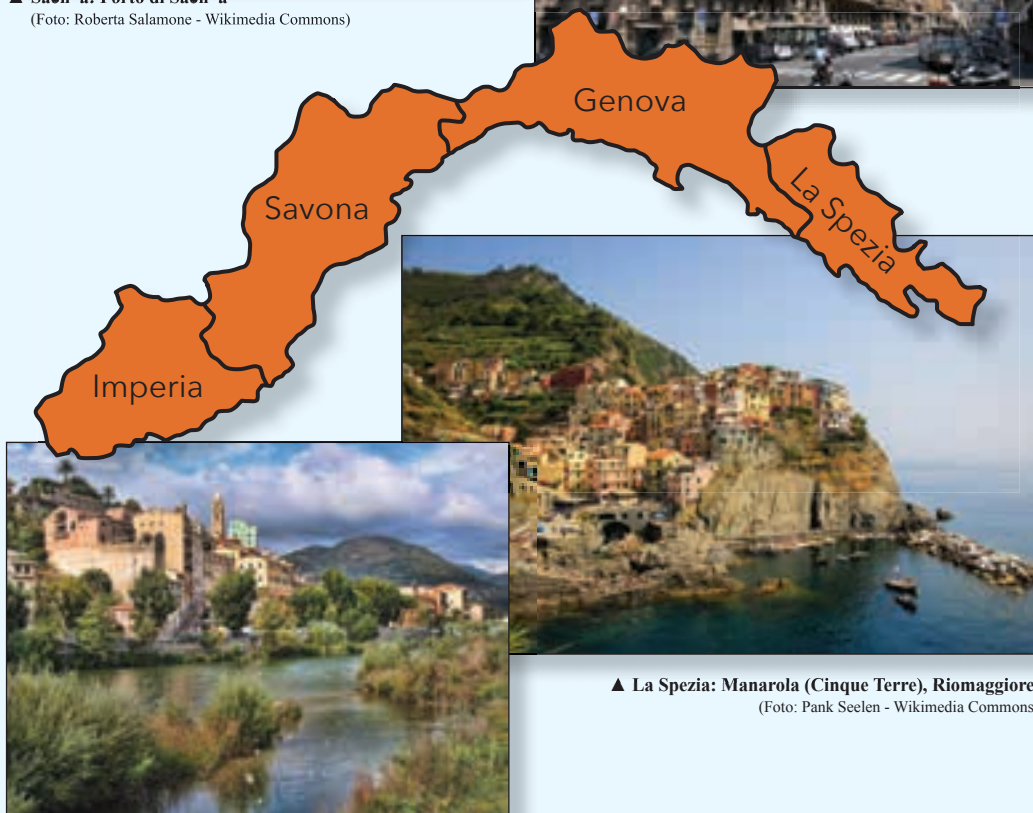 (Foto: Roberta Salamone - Wikimedia Commons)
Genova
Savona
La Spezia
Imperia
▲ La Spezia: Manarola (Cinque Terre), Riomaggiore
(Foto: Pank Seelen - Wikimedia Commons